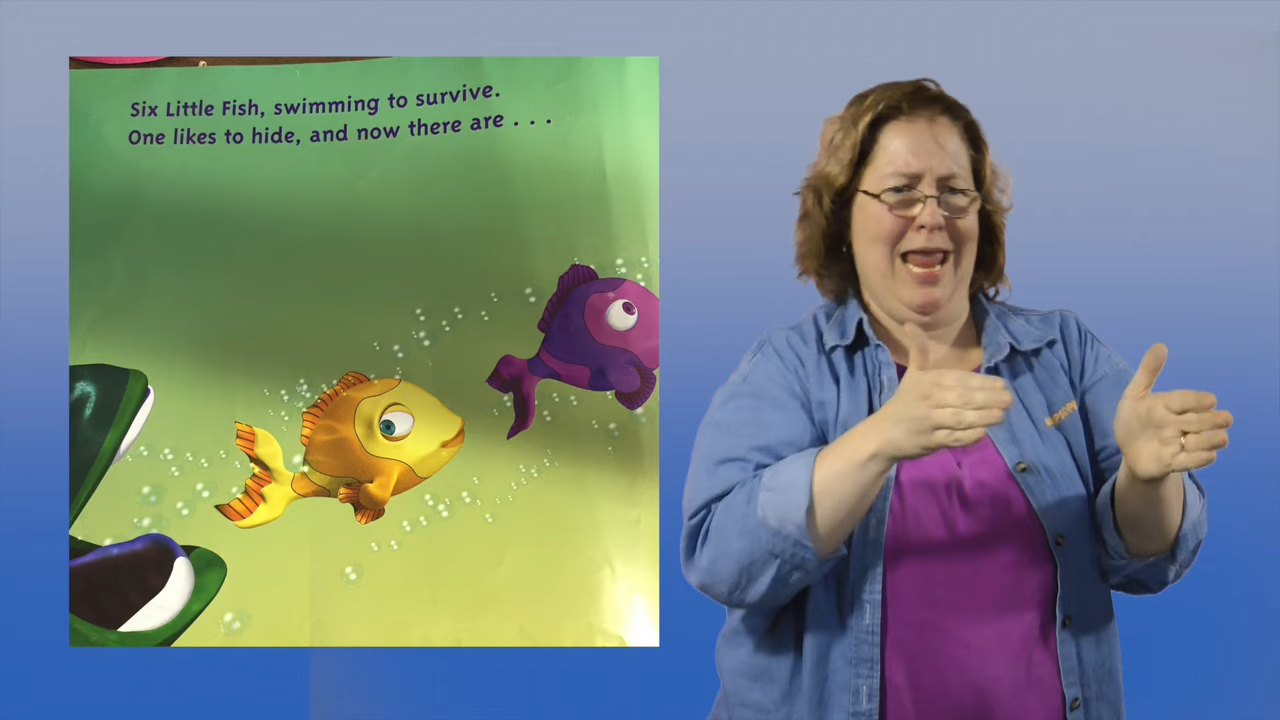 Six Little Fish, swimming to survive.
One likes to hide, and now there are . . .